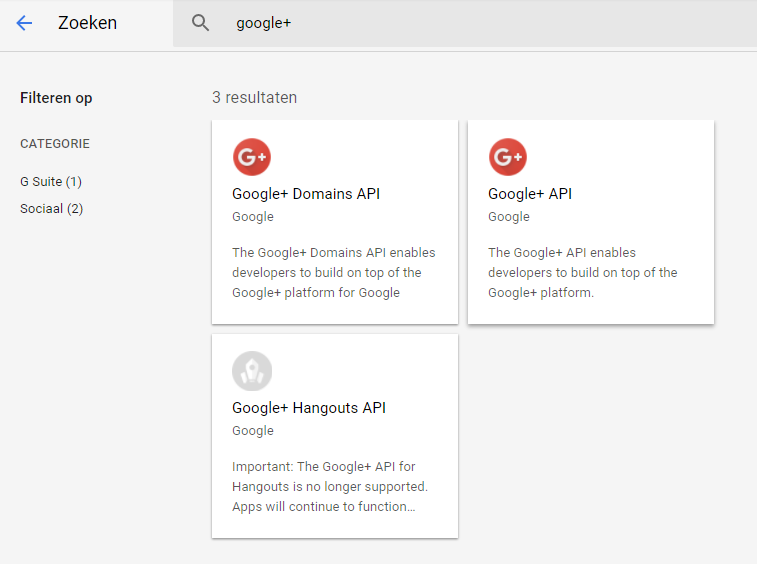 Zoeken
google+
Filteren op
CATEGORIE
G Suite (1)
Sociaal (2)
3 resultaten
G+
Google+ Domains API
Google
The Google+ Domains API enables
developers to build on top of the
Google+ platform for Google
G+
Google+ API
Google
The Google+ API enables
developers to build on top of the
Google+ platform.
Google+ Hangouts API
Google
Important: The Google+ API for
Hangouts is no longer supported.
Apps will continue to function...